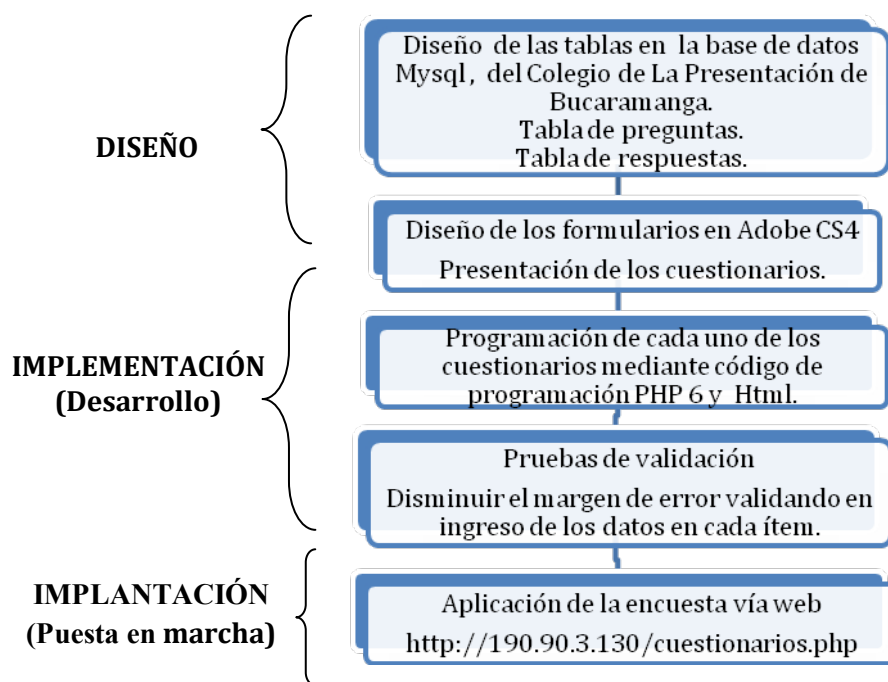 DISEÑO
Diseño de las tablas en la base de datos
Mysql , del Colegio de La Presentación de
Bucaramanga.
Tabla de preguntas.
Tabla de respuestas.
Diseño de los formularios en Adobe CS4
Presentación de los cuestionarios.
IMPLEMENTACIÓN
(Desarrollo)
Programación de cada uno de los
cuestionarios mediante código de
programación PHP 6 y Html.
Pruebas de validación
Disminuir el margen de error validando en
ingreso de los datos en cada ítem.
IMPLANTACIÓN
(Puesta en marcha)
Aplicación de la encuesta vía web
http://190.90.3.130/cuestionarios.php